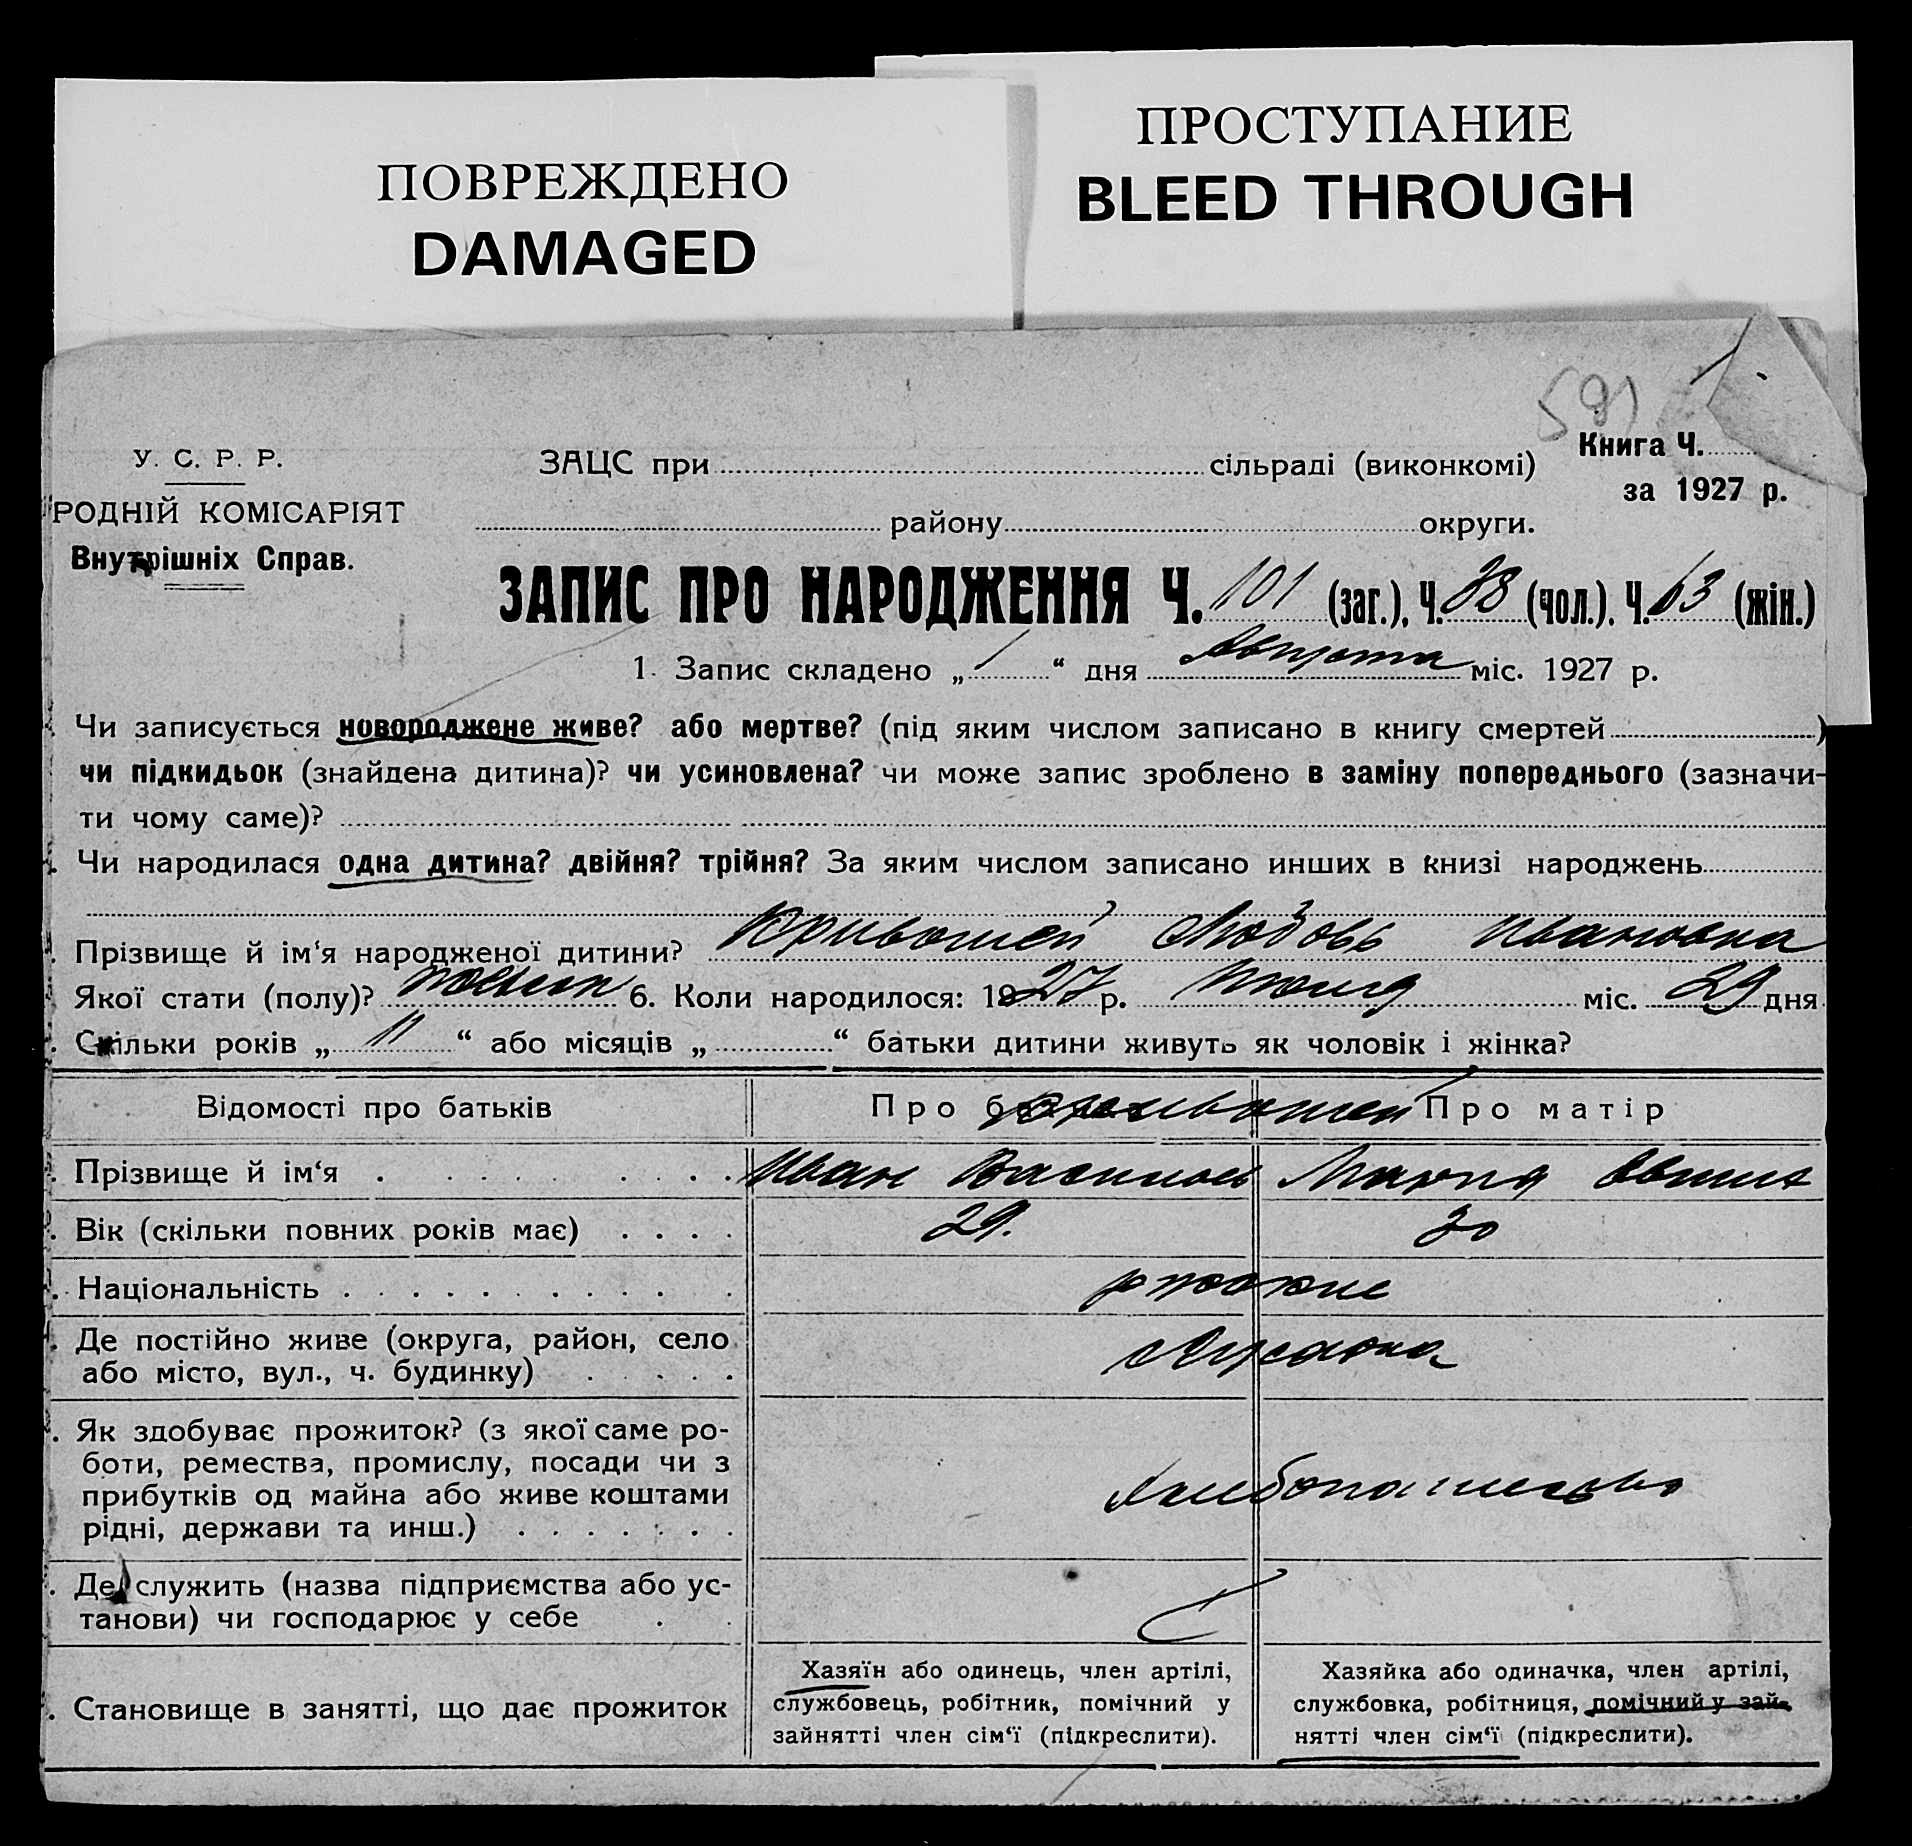 ПОВРЕЖДЕНО
DAMAGED
ПРОСТУПАНИЕ
BLEED THROUGH
591
У. С. Р. Р.
РОДНІЙ КОМІСАРІЯТ
Внутрішніх Справ.
ЗАЦС при сільраді (виконкомі)
Книга Ч.
за 1927 р.
району округи.
ЗАПИС ПРО НАРОДЖЕННЯ Ч. 101 (заг.), Ч. 38 (чол.). Ч. 63 (жін.)
1. Запис складено „ 1 “ дня Августа міс. 1927 р.
Чи записується новороджене живе? або мертве? (під яким числом записано в книгу смертей )
чи підкидьок (знайдена дитина)? чи усиновлена? чи може запис зроблено в заміну попереднього (зазначи-
ти чому саме)?
Чи народилася одна дитина? двійня? трійня? За яким числом записано инших в книзі народжень
Прізвище й ім‘я народженої дитини? Кривошей Любовь Ивановна
Якої стати (полу)? 6. Коли народилося: 1927 р. міс. 29 дня
Скільки років „ 11 “ або місяців „ “ батьки дитини живуть як чоловік і жінка?
Відомості про батьків Про Кривошей Про матір
Прізвище й ім‘я Иван Мария
Вік (скільки повних років має) 29. 30
Національність
Де постійно живе (округа, район, село
або місто, вул., ч. будинку)
Як здобуває прожиток? (з якої саме ро-
боти, ремества, промислу, посади чи з
прибутків од майна або живе коштами
рідні, держави та инш.)
Де служить (назва підприємства або ус-
танови) чи господарює у себе
Становище в занятті, що дає прожиток
Хазяїн або одинець, член артілі,
службовець, робітник, помічний у
зайнятті член сім‘ї (підкреслити).
Хазяйка або одиначка, член артілі,
службовка, робітниця, помічний у зай-
нятті член сім‘ї (підкреслити).